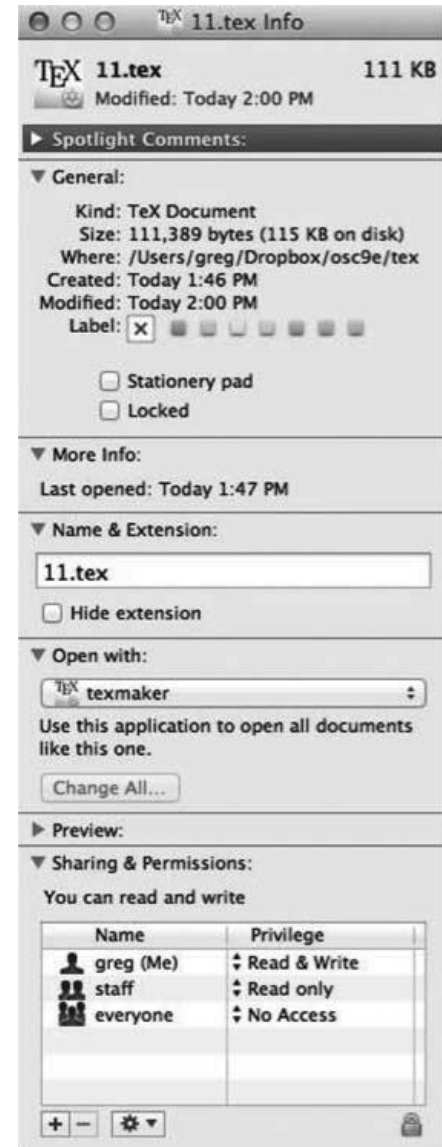 TEX 11.tex Info
TEX 11.tex 111 KB
Modified: Today 2:00 PM
Spotlight Comments:
General:
Kind: TeX Document
Size: 111,389 bytes (115 KB on disk)
Where: /Users/greg/Dropbox/osc9e/tex
Created: Today 1:46 PM
Modified: Today 2:00 PM
Label:
Stationery pad
Locked
More Info:
Last opened: Today 1:47 PM
Name & Extension:
11.tex
Hide extension
Open with:
TEX texmaker
Use this application to open all documents
like this one.
Change All...
Preview:
Sharing & Permissions:
You can read and write
Name Privilege
greg (Me) Read & Write
staff Read only
everyone No Access